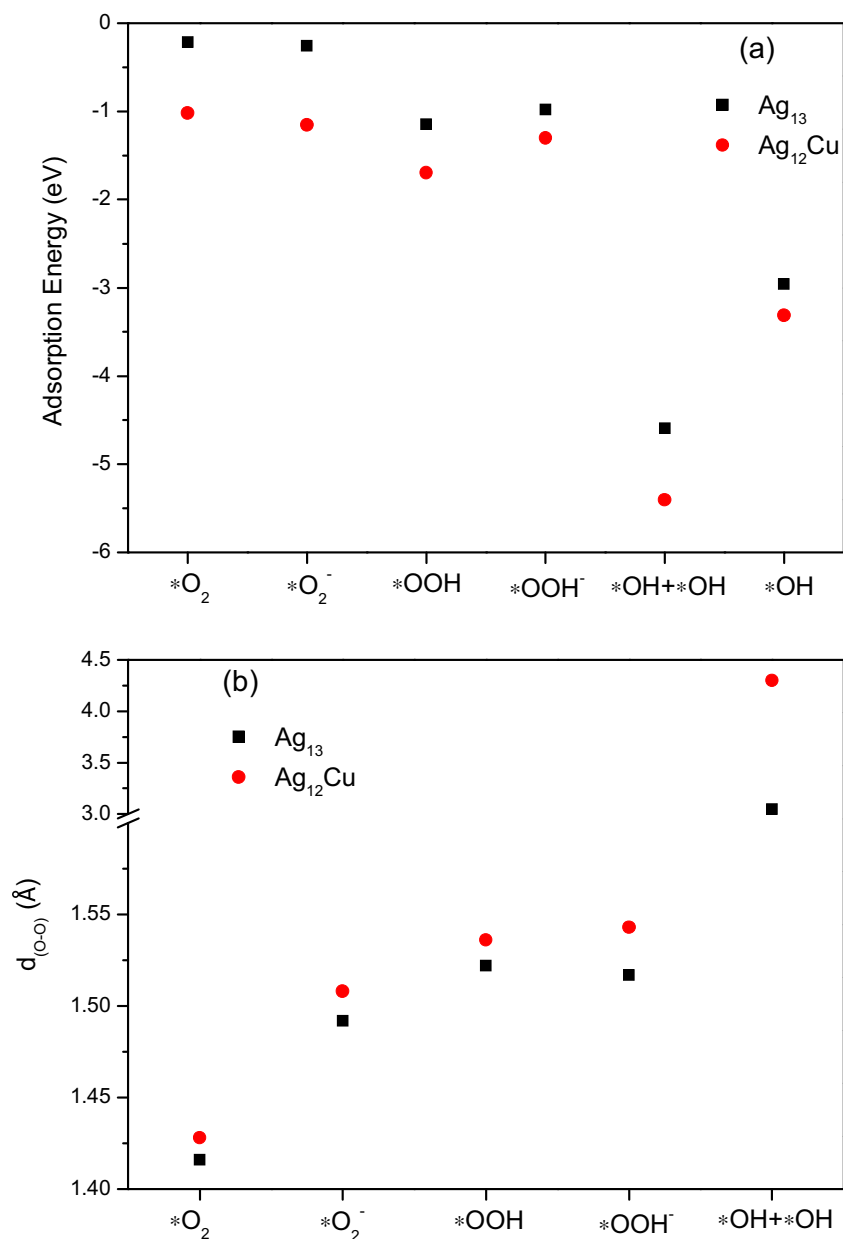 (a)
Ag13
Ag12Cu
Adsorption Energy (eV)
0
-1
-2
-3
-4
-5
-6
*O2 *O2- *OOH *OOH- *OH+*OH *OH
(b)
Ag13
Ag12Cu
d(O-O) (Å)
4.5
4.0
3.5
3.0
1.55
1.50
1.45
1.40
*O2 *O2- *OOH *OOH- *OH+*OH